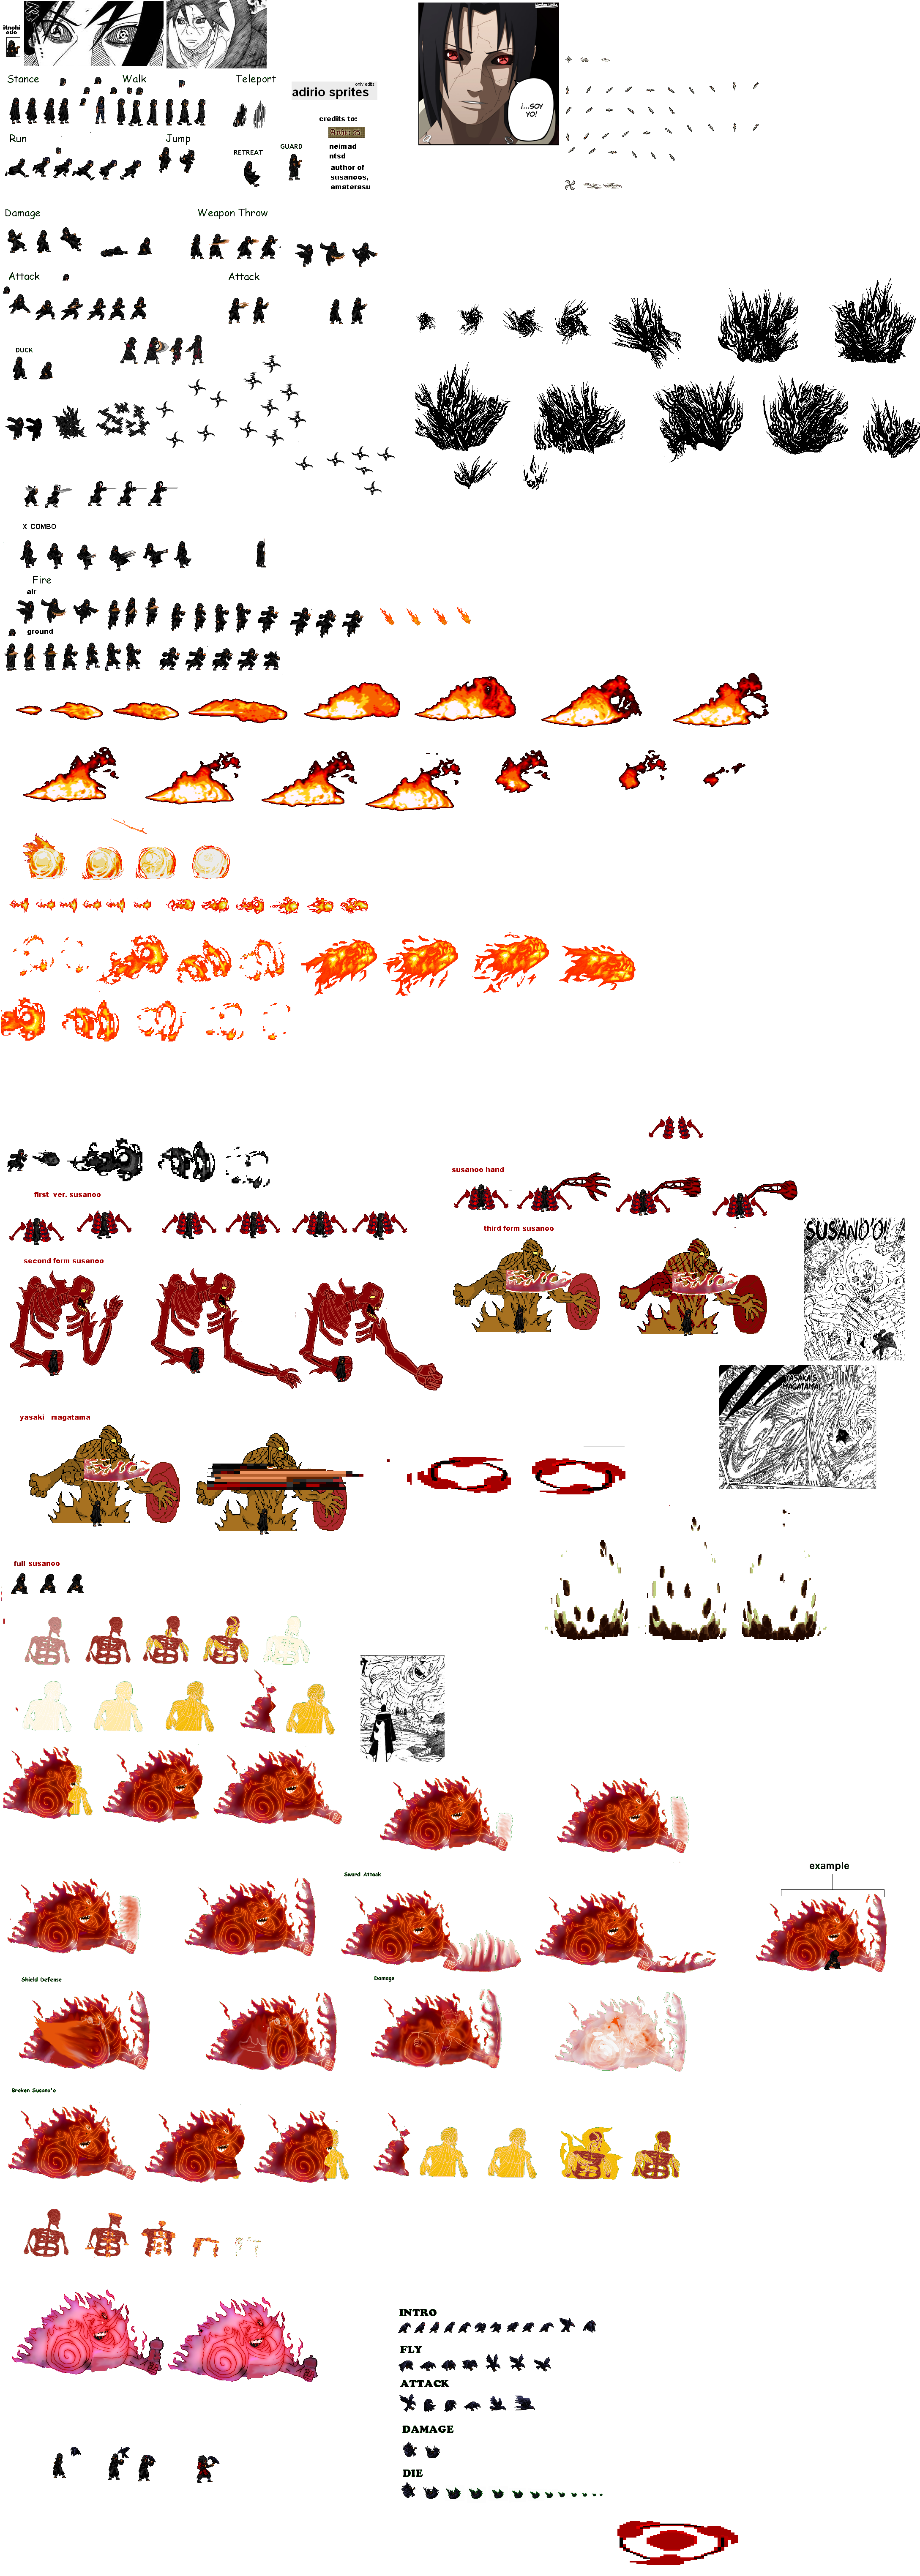 itachi
edo
Stance
Walk
Teleport
only edits
adirio sprites
credits to:
neimad
ntsd
author of
susanoos,
amaterasu
¡...SOY
YO!
Run
Jump
RETREAT
GUARD
Damage
Weapon Throw
Attack
Attack
DUCK
X COMBO
Fire
air
ground
first ver. susanoo
susanoo hand
third form susanoo
second form susanoo
SUSANO'O!
YASAKA'S
MAGATAMA!
yasaki magatama
full susanoo
Sword Attack
example
Shield Defense
Damage
Broken Susano'o
INTRO
FLY
ATTACK
DAMAGE
DIE